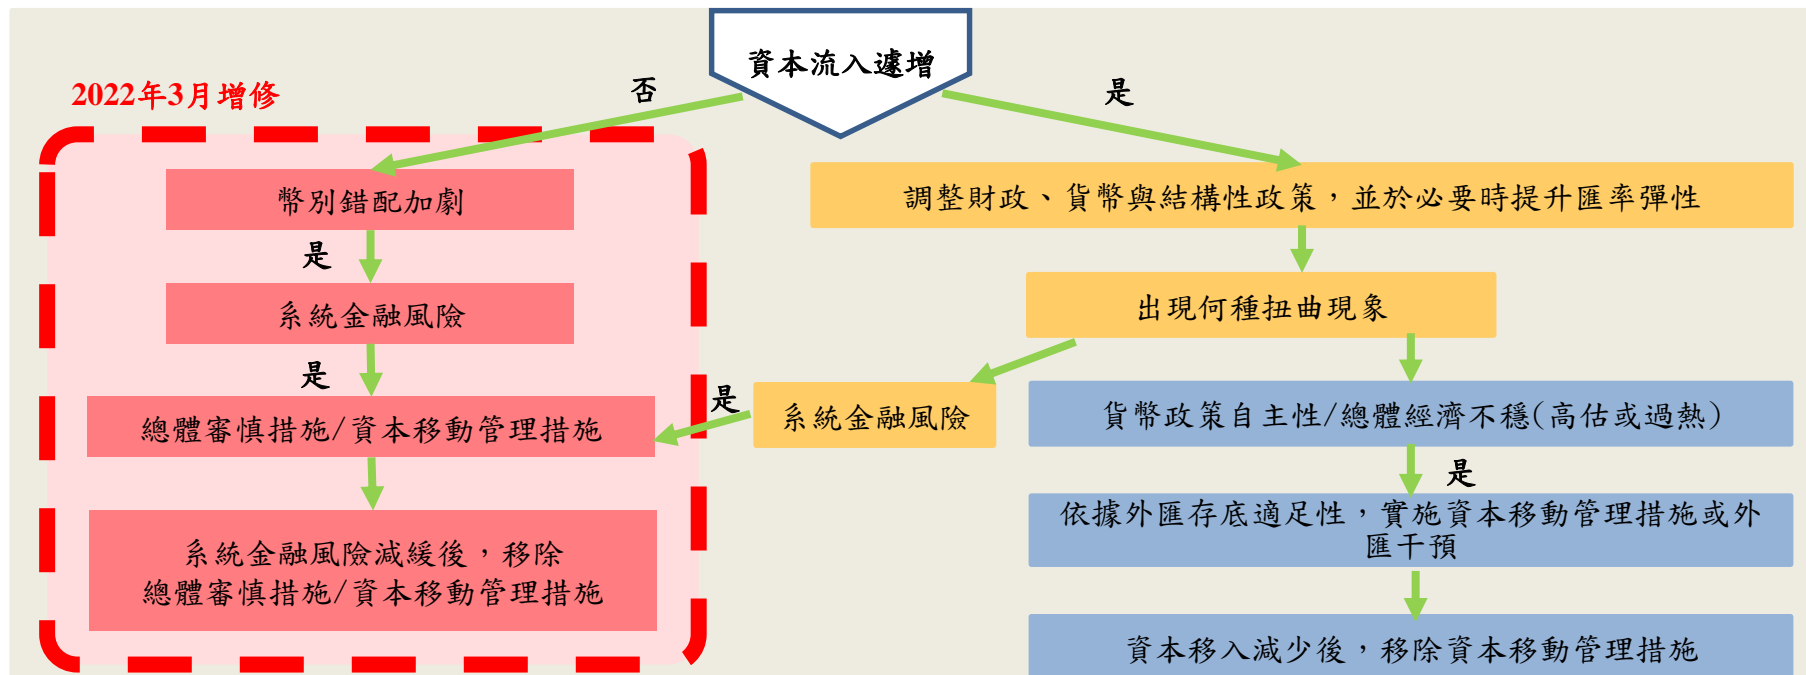 資本流入遽增
2022年3月增修
否
是
幣別錯配加劇
調整財政、貨幣與結構性政策，並於必要時提升匯率彈性
是
系統金融風險
出現何種扭曲現象
是
是
總體審慎措施/資本移動管理措施
系統金融風險
貨幣政策自主性/總體經濟不穩(高估或過熱)
是
依據外匯存底適足性，實施資本移動管理措施或外
匯干預
系統金融風險減緩後，移除
總體審慎措施/資本移動管理措施
資本移入減少後，移除資本移動管理措施